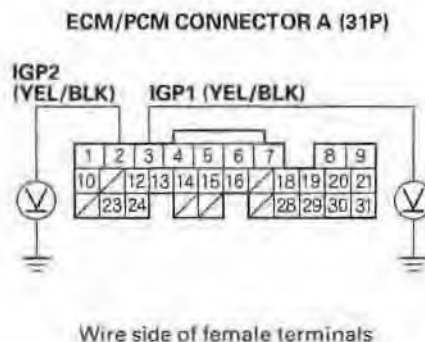 ECM/PCM CONNECTOR A (31P)
IGP2
(YEL/BLK) IGP1 (YEL/BLK)
1 2 3 4 5 6 7 8 9
10 12 13 14 15 16 18 19 20 21
V 23 24 28 29 30 31 V
Wire side of female terminals